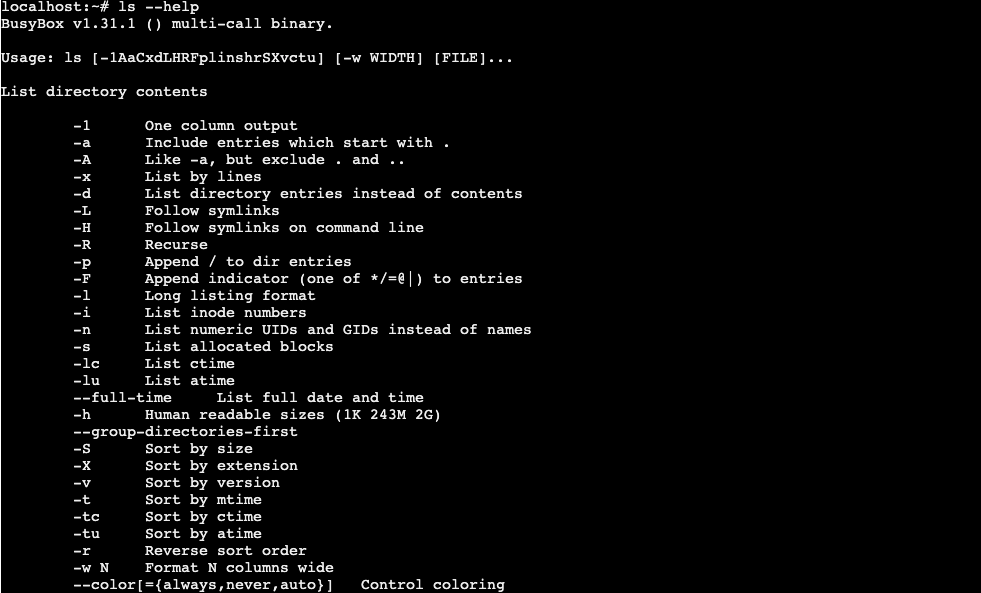 localhost:~# ls --help
BusyBox v1.31.1 () multi-call binary.

Usage: ls [-1AaCxdLHRFplinshrSXvctu] [-w WIDTH] [FILE]...

List directory contents

	-1	One column output
	-a	Include entries which start with .
	-A	Like -a, but exclude . and ..
	-x	List by lines
	-d	List directory entries instead of contents
	-L	Follow symlinks
	-H	Follow symlinks on command line
	-R	Recurse
	-p	Append / to dir entries
	-F	Append indicator (one of */=@|) to entries
	-l	Long listing format
	-i	List inode numbers
	-n	List numeric UIDs and GIDs instead of names
	-s	List allocated blocks
	-lc	List ctime
	-lu	List atime
	--full-time	List full date and time
	-h	Human readable sizes (1K 243M 2G)
	--group-directories-first
	-S	Sort by size
	-X	Sort by extension
	-v	Sort by version
	-t	Sort by mtime
	-tc	Sort by ctime
	-tu	Sort by atime
	-r	Reverse sort order
	-w N	Format N columns wide
	--color[={always,never,auto}]	Control coloring